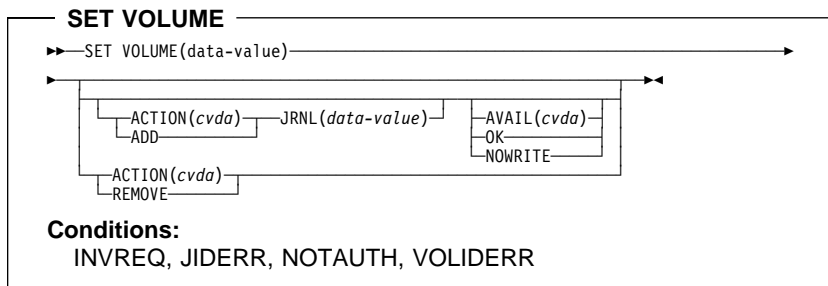 SET VOLUME
SET VOLUME(data-value)
ACTION(cvda) JRNL(data-value) AVAIL(cvda)
ADD OK
NOWRITE
ACTION(cvda)
REMOVE
Conditions:
INVREQ, JIDERR, NOTAUTH, VOLIDERR